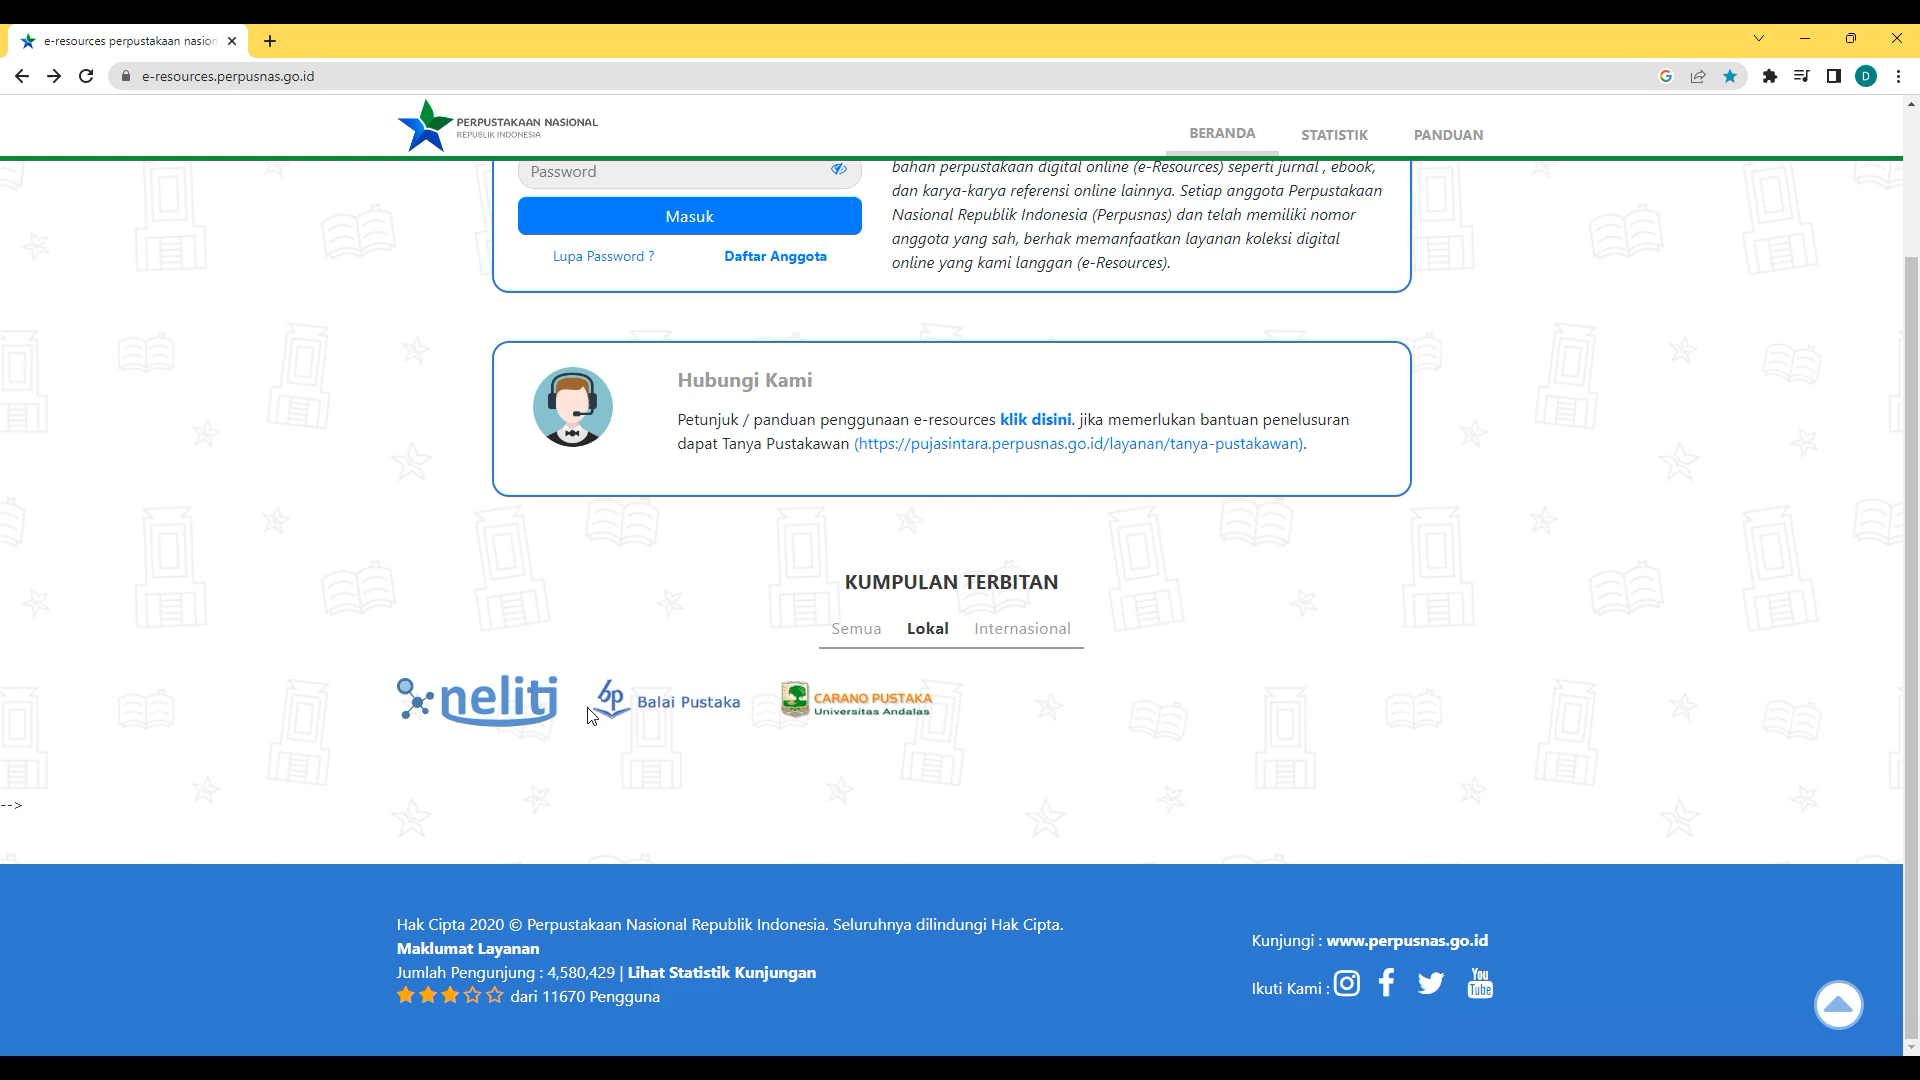 e-resources perpustakaan nasion
e-resources.perpusnas.go.id
D
PERPUSTAKAAN NASIONAL
REPUBLIK INDONESIA
BERANDA
STATISTIK
PANDUAN
Password
Masuk
Lupa Password ?
Daftar Anggota
bahan perpustakaan digital online (e-Resources) seperti jurnal , ebook,
dan karya-karya referensi online lainnya. Setiap anggota Perpustakaan
Nasional Republik Indonesia (Perpusnas) dan telah memiliki nomor
anggota yang sah, berhak memanfaatkan layanan koleksi digital
online yang kami langgan (e-Resources).
Hubungi Kami
Petunjuk / panduan penggunaan e-resources klik disini. jika memerlukan bantuan penelusuran
dapat Tanya Pustakawan (https://pujasintara.perpusnas.go.id/layanan/tanya-pustakawan).
KUMPULAN TERBITAN
Semua
Lokal
Internasional
neliti
bp Balai Pustaka
CARANO PUSTAKA
Universitas Andalas
-->
Hak Cipta 2020 © Perpustakaan Nasional Republik Indonesia. Seluruhnya dilindungi Hak Cipta.
Maklumat Layanan
Jumlah Pengunjung : 4,580,429 | Lihat Statistik Kunjungan
dari 11670 Pengguna
Kunjungi : www.perpusnas.go.id
Ikuti Kami :
You
Tube